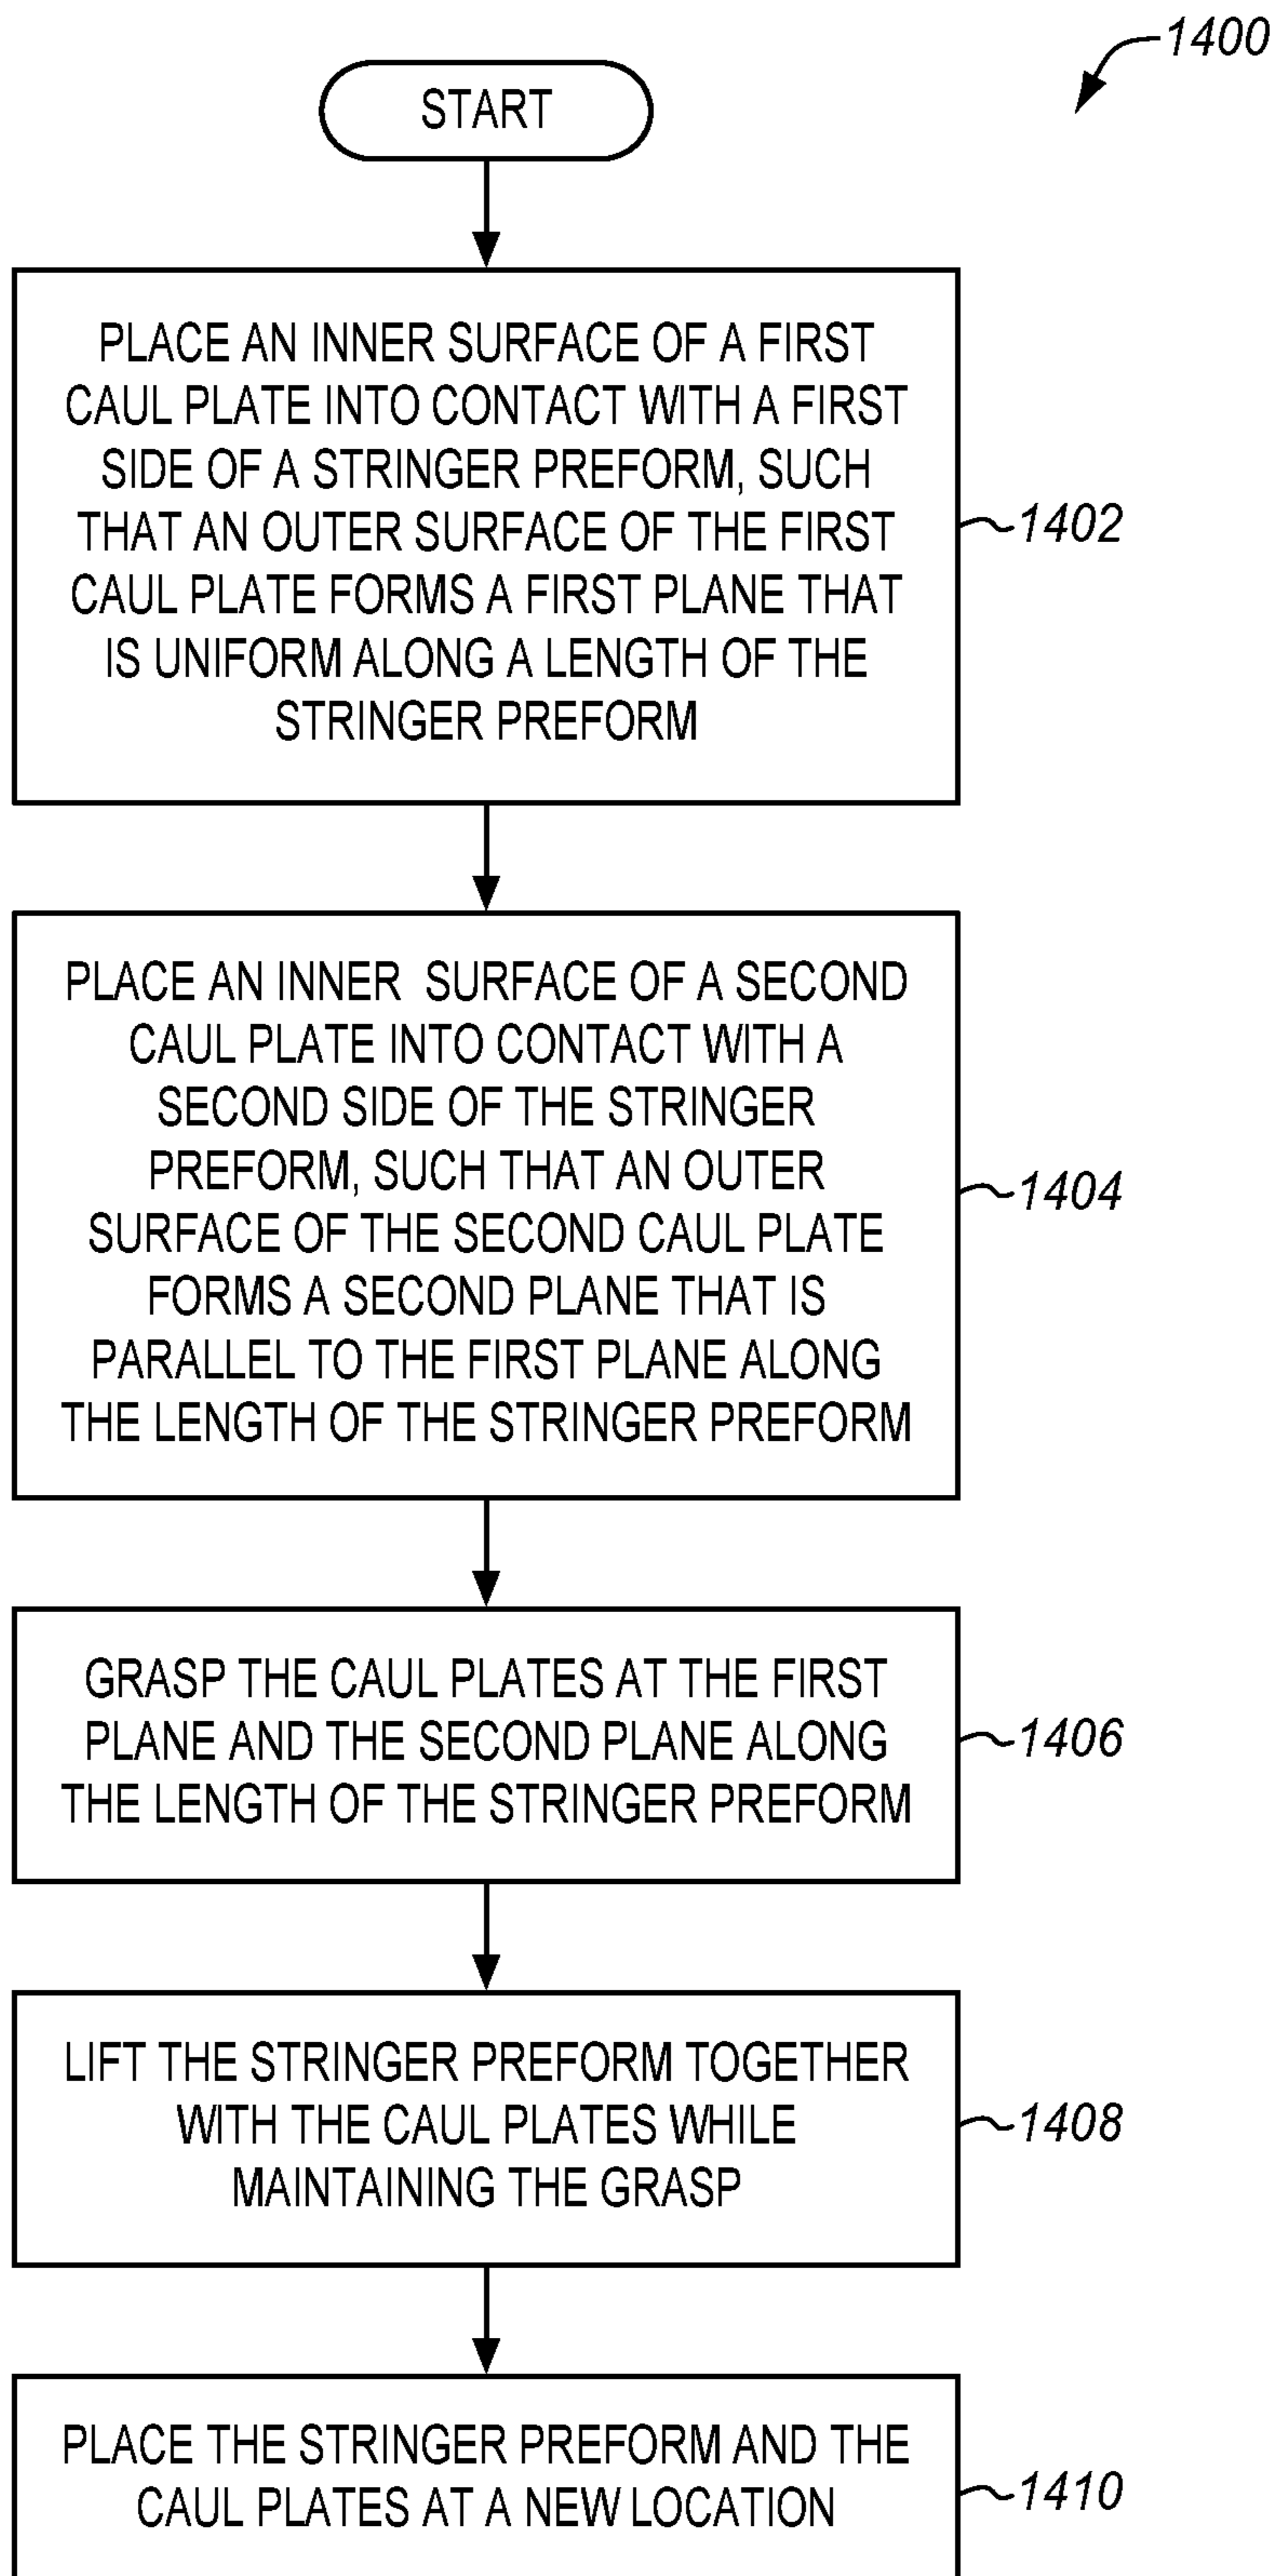 1400
START
PLACE AN INNER SURFACE OF A FIRST
CAUL PLATE INTO CONTACT WITH A FIRST
SIDE OF A STRINGER PREFORM, SUCH
THAT AN OUTER SURFACE OF THE FIRST
CAUL PLATE FORMS A FIRST PLANE THAT
IS UNIFORM ALONG A LENGTH OF THE
STRINGER PREFORM
1402
PLACE AN INNER SURFACE OF A SECOND
CAUL PLATE INTO CONTACT WITH A
SECOND SIDE OF THE STRINGER
PREFORM, SUCH THAT AN OUTER
SURFACE OF THE SECOND CAUL PLATE
FORMS A SECOND PLANE THAT IS
PARALLEL TO THE FIRST PLANE ALONG
THE LENGTH OF THE STRINGER PREFORM
1404
GRASP THE CAUL PLATES AT THE FIRST
PLANE AND THE SECOND PLANE ALONG
THE LENGTH OF THE STRINGER PREFORM
1406
LIFT THE STRINGER PREFORM TOGETHER
WITH THE CAUL PLATES WHILE
MAINTAINING THE GRASP
1408
PLACE THE STRINGER PREFORM AND THE
CAUL PLATES AT A NEW LOCATION
1410